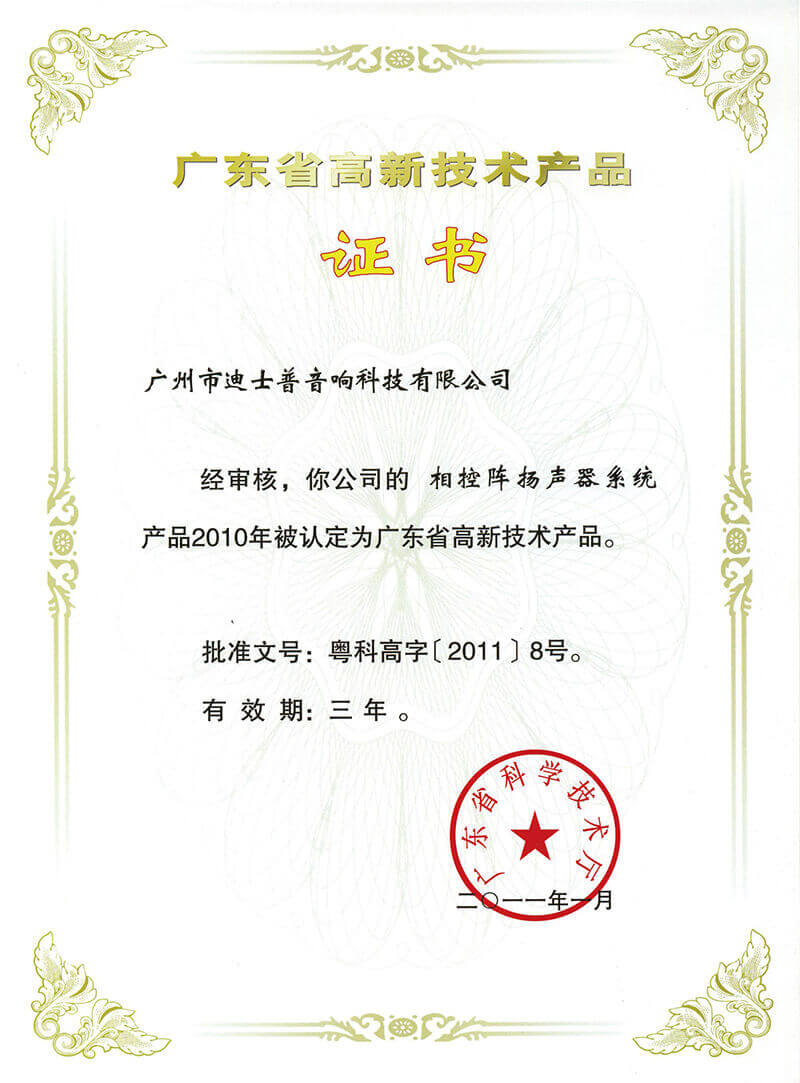 广东省高新技术产品
证书
广州市迪士普音响科技有限公司
经审核，你公司的 相控阵扬声器系统
产品2010年被认定为广东省高新技术产品。
批准文号：粤科高字〔2011〕8号。
有 效 期：三 年 。
广东省科学技术厅
二〇一一年一月